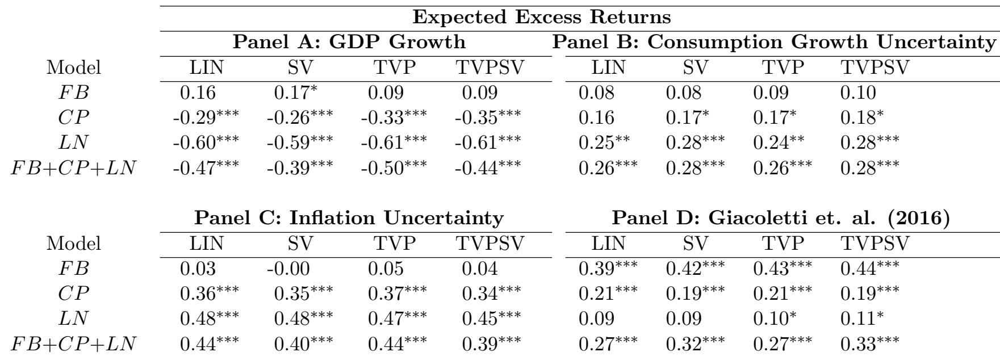 Expected Excess Returns
Panel A: GDP Growth Panel B: Consumption Growth Uncertainty
Model LIN SV TVP TVPSV LIN SV TVP TVPSV
FB 0.16 0.17* 0.09 0.09 0.08 0.08 0.09 0.10
CP -0.29*** -0.26*** -0.33*** -0.35*** 0.16 0.17* 0.17* 0.18*
LN -0.60*** -0.59*** -0.61*** -0.61*** 0.25** 0.28*** 0.24** 0.28***
FB+CP+LN -0.47*** -0.39*** -0.50*** -0.44*** 0.26*** 0.28*** 0.26*** 0.28***
Panel C: Inflation Uncertainty Panel D: Giacoletti et. al. (2016)
Model LIN SV TVP TVPSV LIN SV TVP TVPSV
FB 0.03 -0.00 0.05 0.04 0.39*** 0.42*** 0.43*** 0.44***
CP 0.36*** 0.35*** 0.37*** 0.34*** 0.21*** 0.19*** 0.21*** 0.19***
LN 0.48*** 0.48*** 0.47*** 0.45*** 0.09 0.09 0.10* 0.11*
FB+CP+LN 0.44*** 0.40*** 0.44*** 0.39*** 0.27*** 0.32*** 0.27*** 0.33***